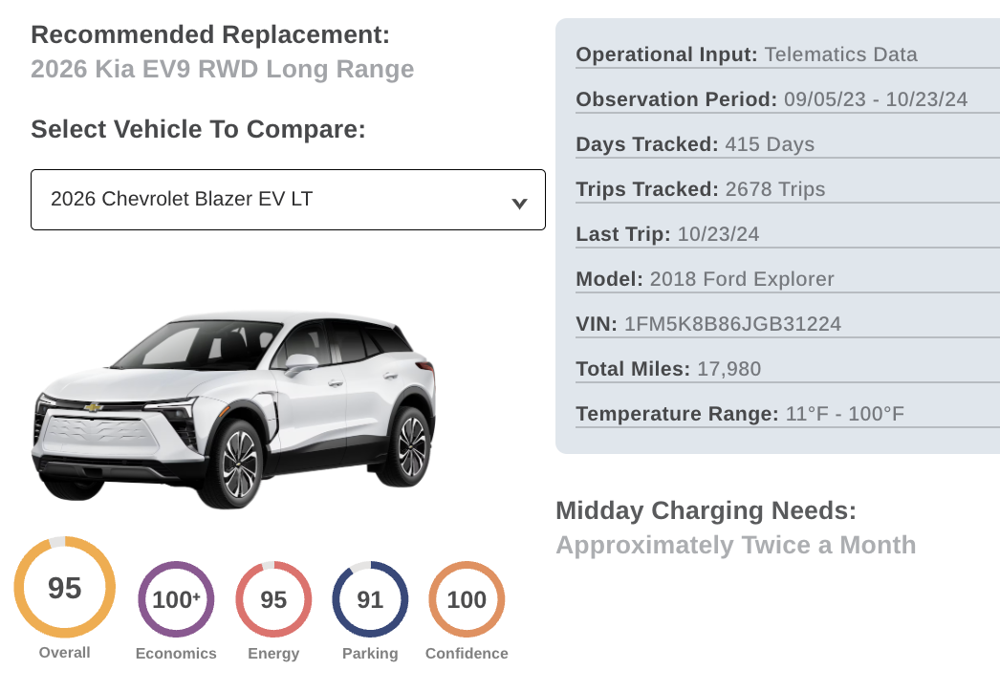 Recommended Replacement:
2026 Kia EV9 RWD Long Range
Select Vehicle To Compare:
2026 Chevrolet Blazer EV LT
95
Overall
100+
Economics
95
Energy
91
Parking
100
Confidence
Operational Input: Telematics Data
Observation Period: 09/05/23 - 10/23/24
Days Tracked: 415 Days
Trips Tracked: 2678 Trips
Last Trip: 10/23/24
Model: 2018 Ford Explorer
VIN: 1FM5K8B86JGB31224
Total Miles: 17,980
Temperature Range: 11°F - 100°F
Midday Charging Needs:
Approximately Twice a Month